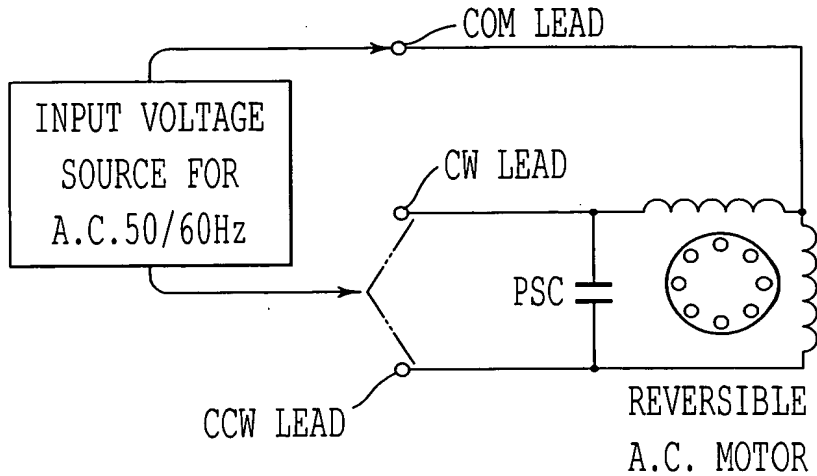 COM LEAD
INPUT VOLTAGE
SOURCE FOR
A.C.50/60Hz
CW LEAD
PSC
CCW LEAD
REVERSIBLE
A.C. MOTOR